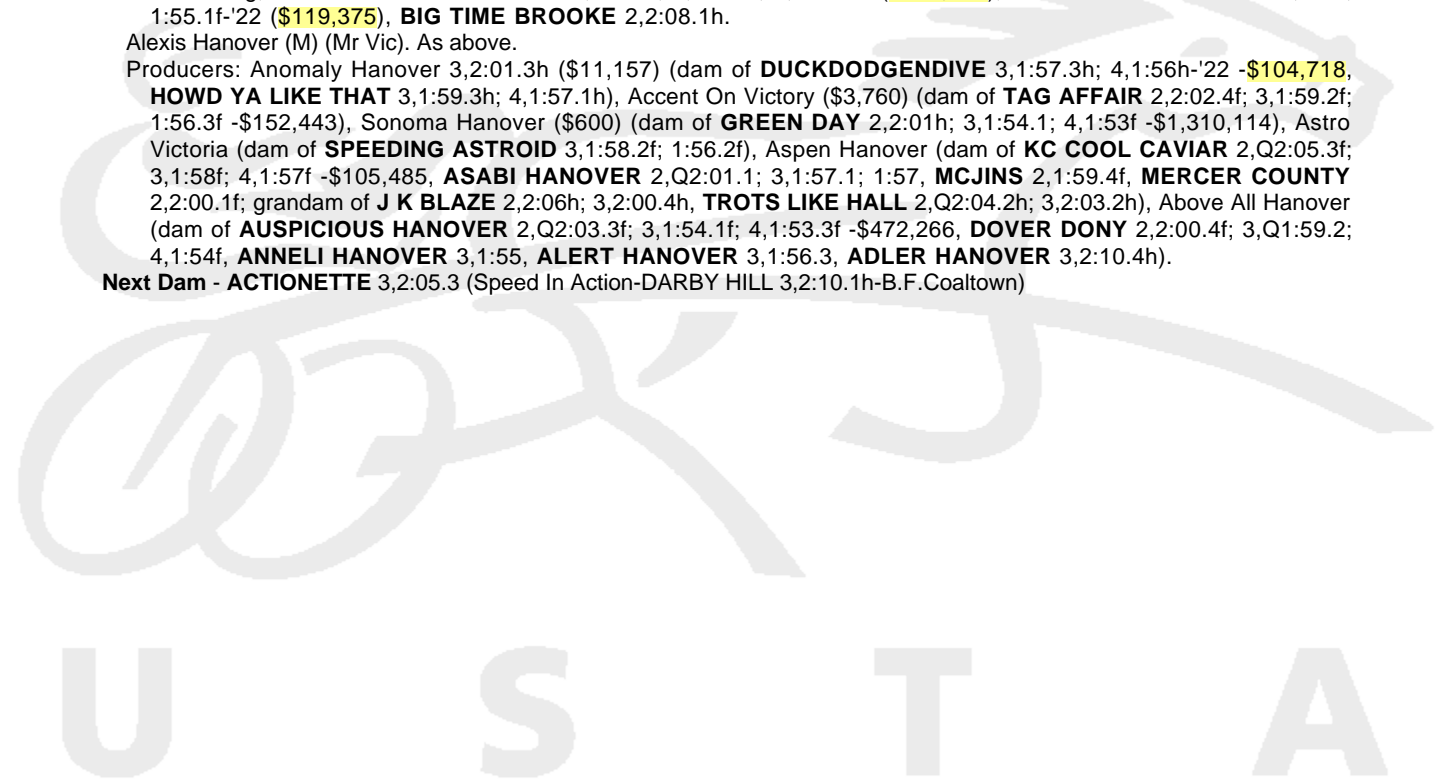 1:55.1f-'22 ($119,375), BIG TIME BROOKE 2,2:08.1h.
Alexis Hanover (M) (Mr Vic). As above.
Producers: Anomaly Hanover 3,2:01.3h ($11,157) (dam of DUCKDODGENDIVE 3,1:57.3h; 4,1:56h-'22 -$104,718,
HOWD YA LIKE THAT 3,1:59.3h; 4,1:57.1h), Accent On Victory ($3,760) (dam of TAG AFFAIR 2,2:02.4f; 3,1:59.2f;
1:56.3f -$152,443), Sonoma Hanover ($600) (dam of GREEN DAY 2,2:01h; 3,1:54.1; 4,1:53f -$1,310,114), Astro
Victoria (dam of SPEEDING ASTROID 3,1:58.2f; 1:56.2f), Aspen Hanover (dam of KC COOL CAVIAR 2,Q2:05.3f;
3,1:58f; 4,1:57f -$105,485, ASABI HANOVER 2,Q2:01.1; 3,1:57.1; 1:57, MCJINS 2,1:59.4f, MERCER COUNTY
2,2:00.1f; grandam of J K BLAZE 2,2:06h; 3,2:00.4h, TROTS LIKE HALL 2,Q2:04.2h; 3,2:03.2h), Above All Hanover
(dam of AUSPICIOUS HANOVER 2,Q2:03.3f; 3,1:54.1f; 4,1:53.3f -$472,266, DOVER DONY 2,2:00.4f; 3,Q1:59.2;
4,1:54f, ANNELI HANOVER 3,1:55, ALERT HANOVER 3,1:56.3, ADLER HANOVER 3,2:10.4h).
Next Dam - ACTIONETTE 3,2:05.3 (Speed In Action-DARBY HILL 3,2:10.1h-B.F.Coaltown)
U S T A